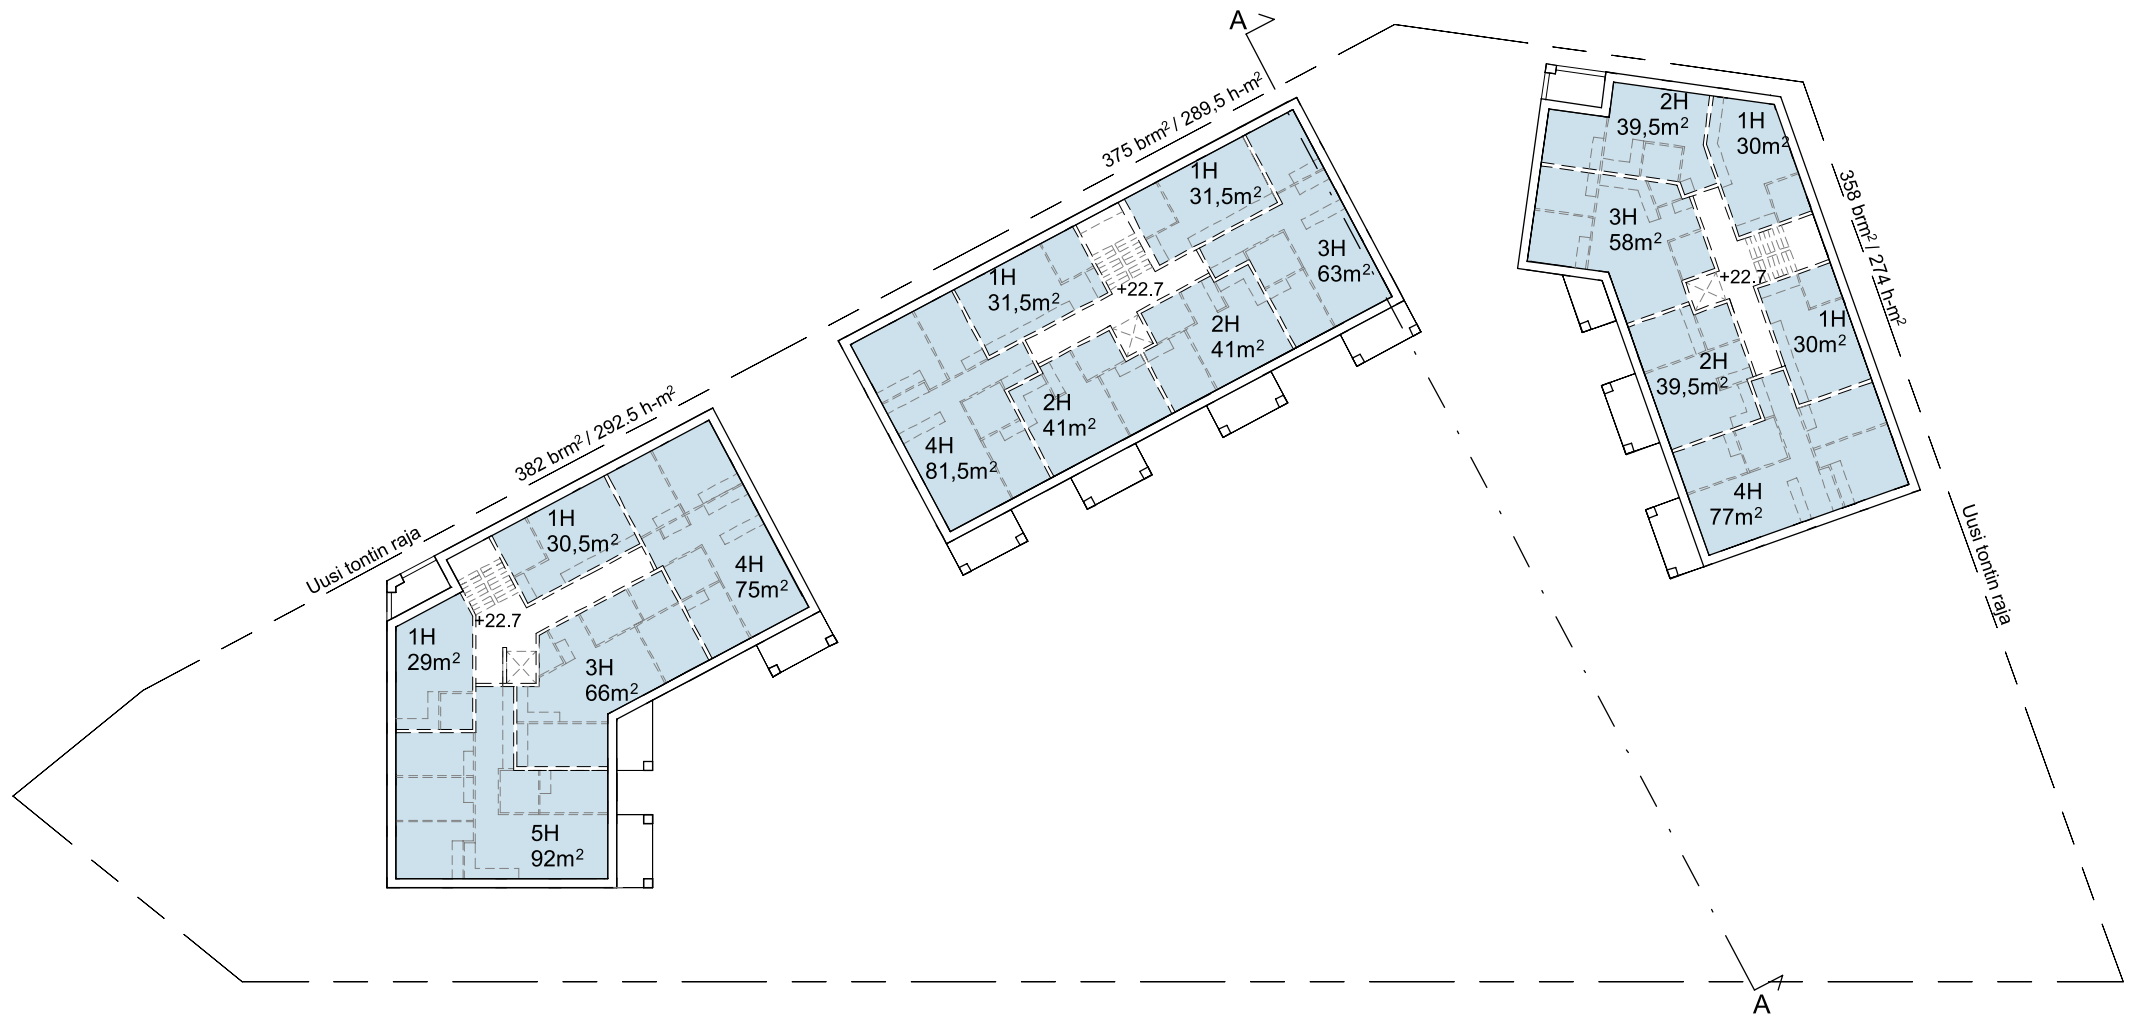 A
375 brm² / 289,5 h-m²
2H
39,5m²
1H
30m²
358 brm² / 274 h-m²
3H
58m²
+22.7
1H
30m²
2H
39,5m²
4H
77m²
Uusi tontin raja
1H
31,5m²
3H
63m²
1H
31,5m²
+22.7
2H
41m²
2H
41m²
4H
81,5m²
382 brm² / 292.5 h-m²
Uusi tontin raja
1H
30,5m²
4H
75m²
+22.7
1H
29m²
3H
66m²
5H
92m²
A